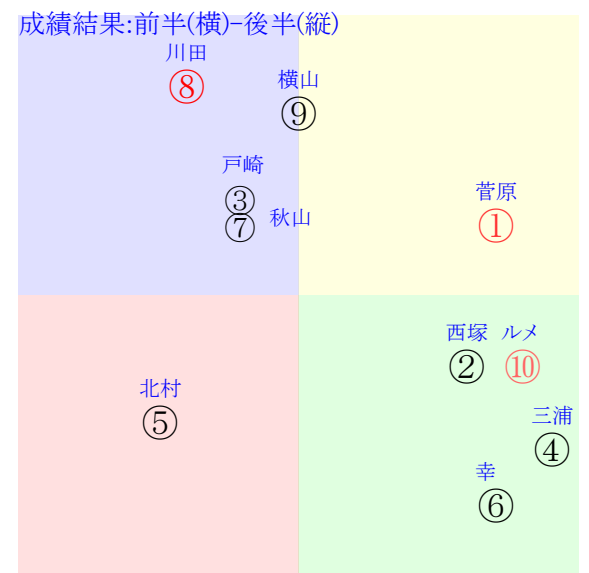 成績結果:前半(横)-後半(縦)
川田
⑧
横山
⑨
戸崎
③
⑦ 秋山
菅原
①
西塚 ルメ
② ⑩
北村
⑤
三浦
④
幸
⑥